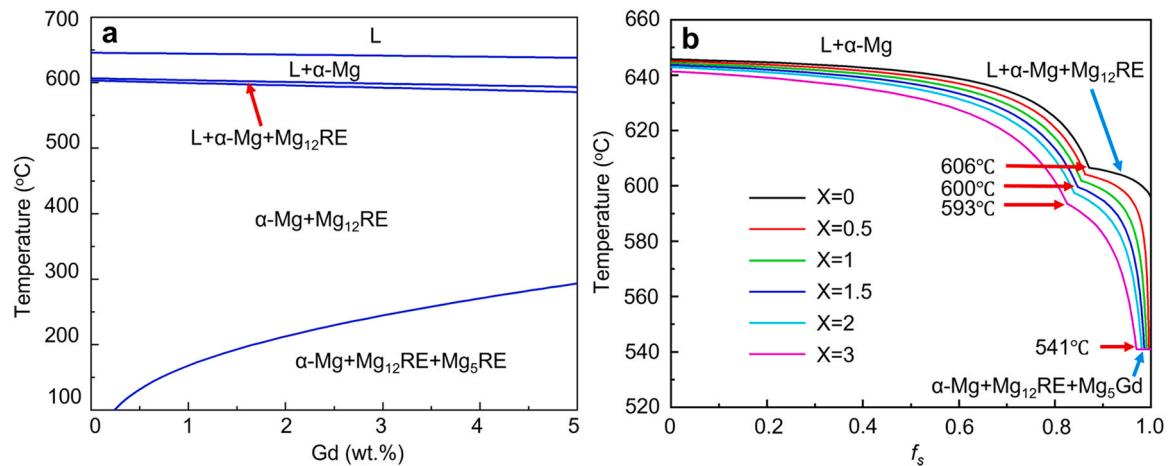 a
L
L+α-Mg
L+α-Mg+Mg₁₂RE
α-Mg+Mg₁₂RE
α-Mg+Mg₁₂RE+Mg₅RE
700
600
500
400
300
200
100
Temperature (°C)
0
1
2
3
4
5
Gd (wt.%)
b
L+α-Mg
L+α-Mg+Mg₁₂RE
606℃
600℃
593℃
541℃
α-Mg+Mg₁₂RE+Mg₅Gd
X=0
X=0.5
X=1
X=1.5
X=2
X=3
660
640
620
600
580
560
540
520
Temperature (°C)
0
0.2
0.4
0.6
0.8
1.0
fₛ